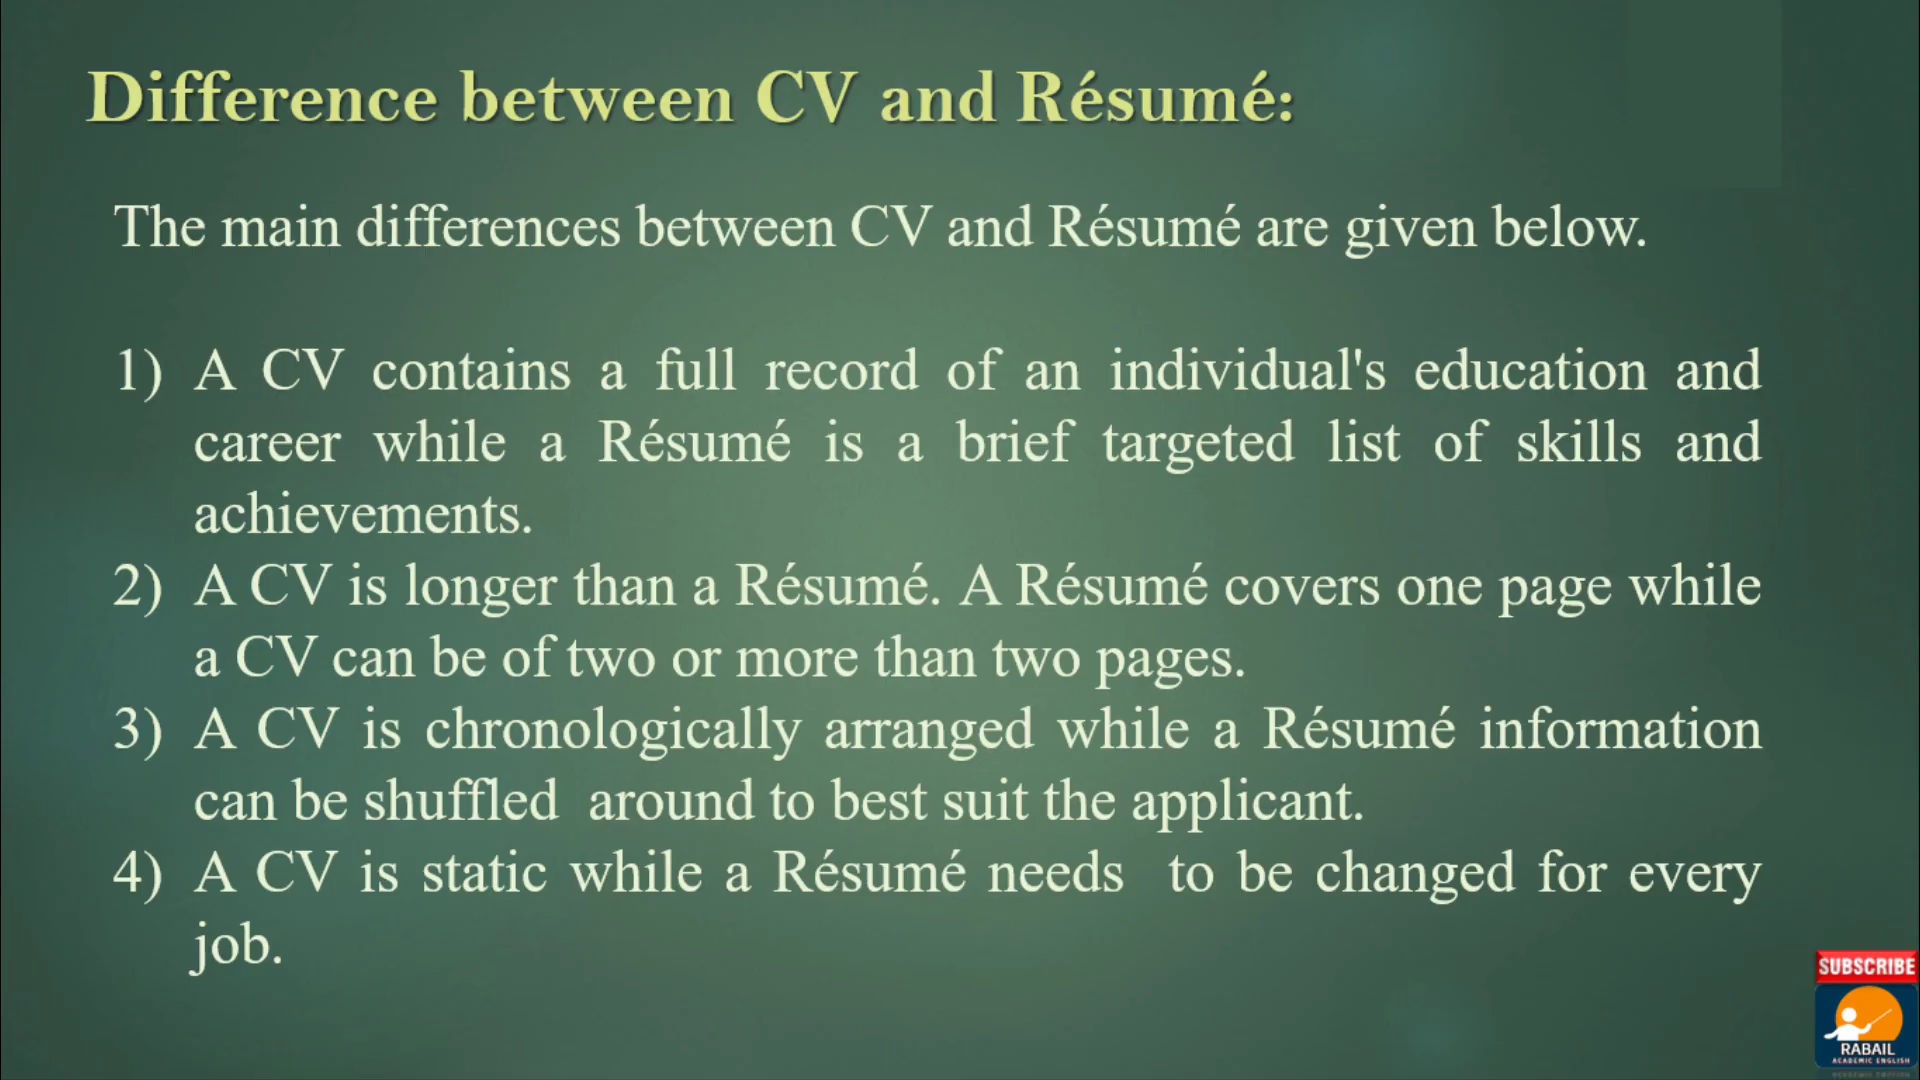 Difference between CV and Résumé:
The main differences between CV and Résumé are given below.
1) A CV contains a full record of an individual's education and
career while a Résumé is a brief targeted list of skills and
achievements.
2) A CV is longer than a Résumé. A Résumé covers one page while
a CV can be of two or more than two pages.
3) A CV is chronologically arranged while a Résumé information
can be shuffled around to best suit the applicant.
4) A CV is static while a Résumé needs to be changed for every
job.
SUBSCRIBE
RABAIL
ACADEMIC ENGLISH